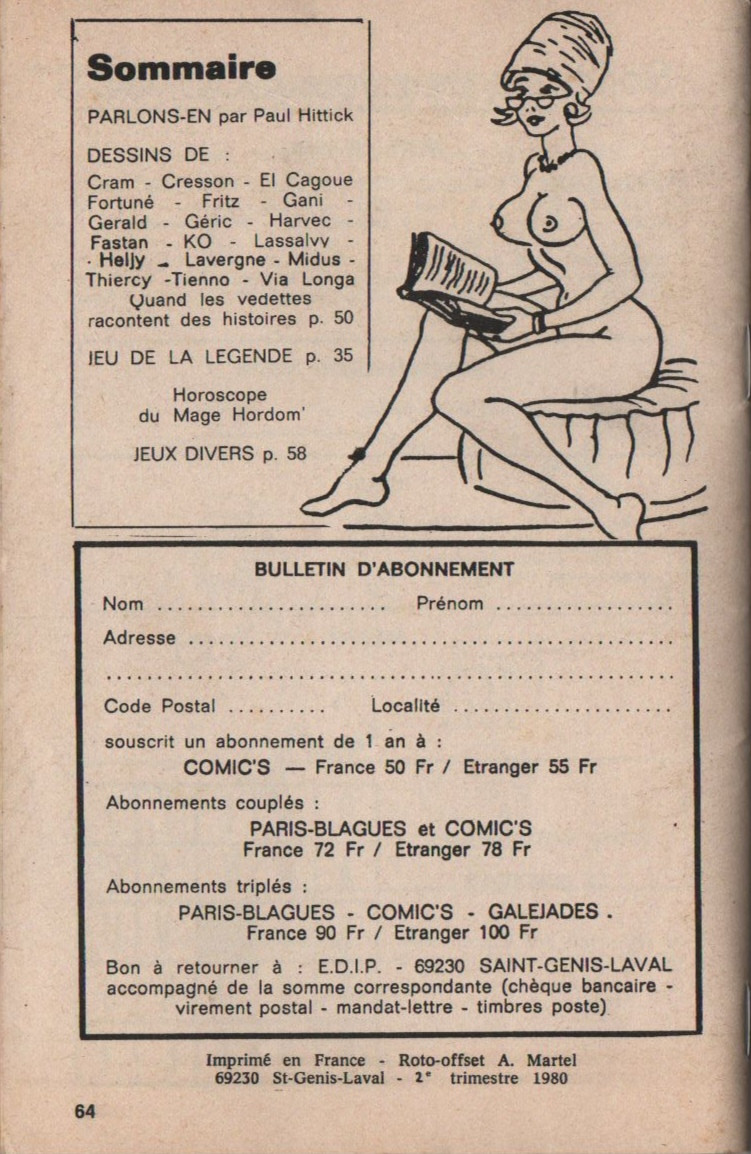 Sommaire
PARLONS-EN par Paul Hittick
DESSINS DE :
Cram - Cresson - El Cagoue
Fortuné - Fritz - Gani -
Gerald - Géric - Harvec -
Fastan - KO - Lassalvy -
- Heljy - Lavergne - Midus -
Thiercy -Tienno - Via Longa
Quand les vedettes
racontent des histoires p. 50
JEU DE LA LEGENDE p. 35
Horoscope
du Mage Hordom'
JEUX DIVERS p. 58
BULLETIN D'ABONNEMENT
Nom ....................... Prénom ..................
Adresse .................................................
.........................................................
Code Postal .......... Localité ......................
souscrit un abonnement de 1 an à :
COMIC'S — France 50 Fr / Etranger 55 Fr
Abonnements couplés :
PARIS-BLAGUES et COMIC'S
France 72 Fr / Etranger 78 Fr
Abonnements triplés :
PARIS-BLAGUES - COMIC'S - GALEJADES .
France 90 Fr / Etranger 100 Fr
Bon à retourner à : E.D.I.P. - 69230 SAINT-GENIS-LAVAL
accompagné de la somme correspondante (chèque bancaire -
virement postal - mandat-lettre - timbres poste)
Imprimé en France - Roto-offset A. Martel
69230 St-Genis-Laval - 2e trimestre 1980
64